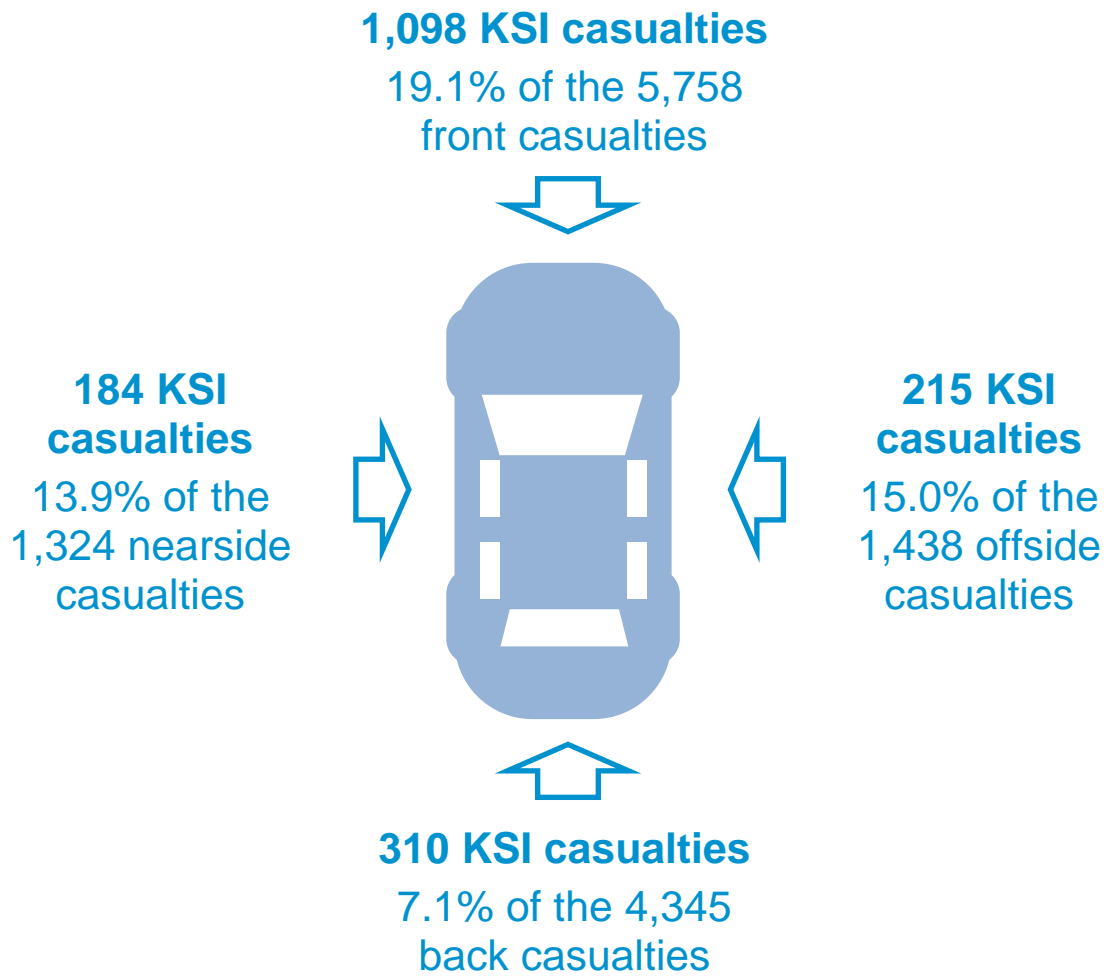 1,098 KSI casualties
19.1% of the 5,758
front casualties
184 KSI
casualties
13.9% of the
1,324 nearside
casualties
215 KSI
casualties
15.0% of the
1,438 offside
casualties
310 KSI casualties
7.1% of the 4,345
back casualties